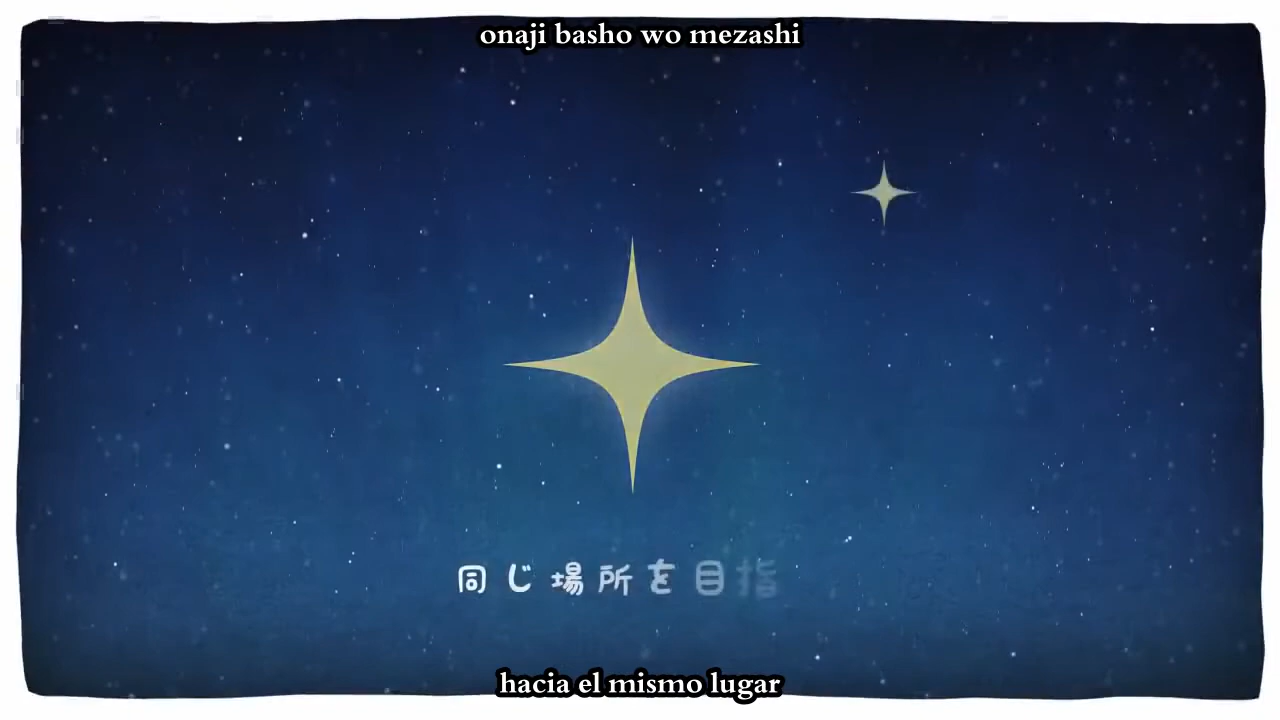 onaji basho wo mezashi
同じ場所を目指
hacia el mismo lugar